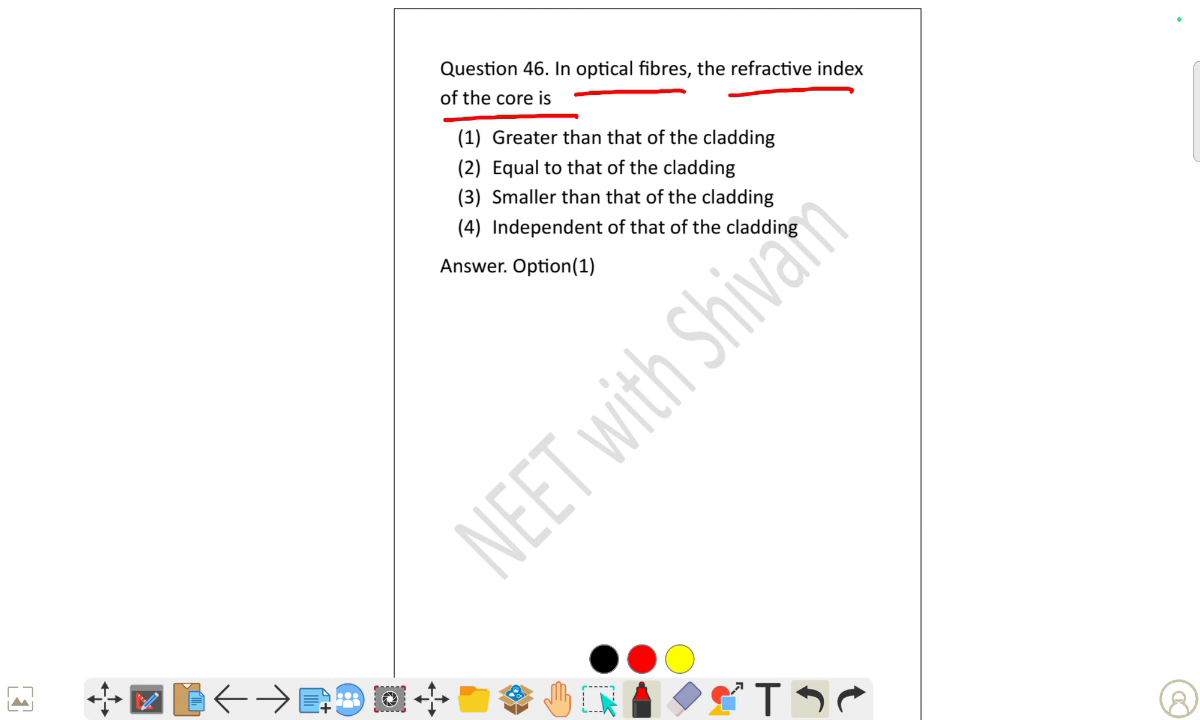 Question 46. In optical fibres, the refractive index
of the core is
(1) Greater than that of the cladding
(2) Equal to that of the cladding
(3) Smaller than that of the cladding
(4) Independent of that of the cladding
Answer. Option(1)
NEET with Shivam